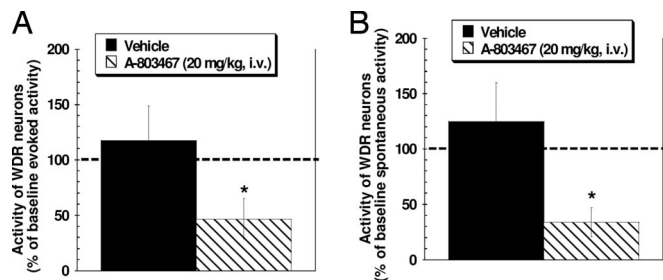 A
Vehicle
A-803467 (20 mg/kg, i.v.)
Activity of WDR neurons
(% of baseline evoked activity)
200
150
100
50
0
*
B
Vehicle
A-803467 (20 mg/kg, i.v.)
Activity of WDR neurons
(% of baseline spontaneous activity)
200
150
100
50
0
*